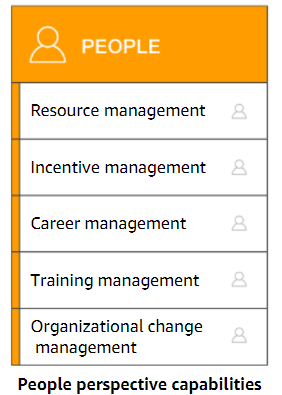 PEOPLE
Resource management
Incentive management
Career management
Training management
Organizational change
management
People perspective capabilities